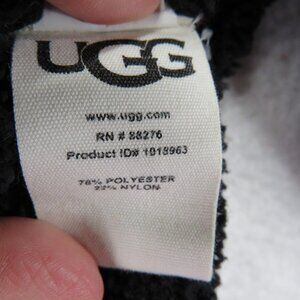 UGG
www.ugg.com
RN # 88276
Product ID# 1018963
78% POLYESTER
22% NYLON